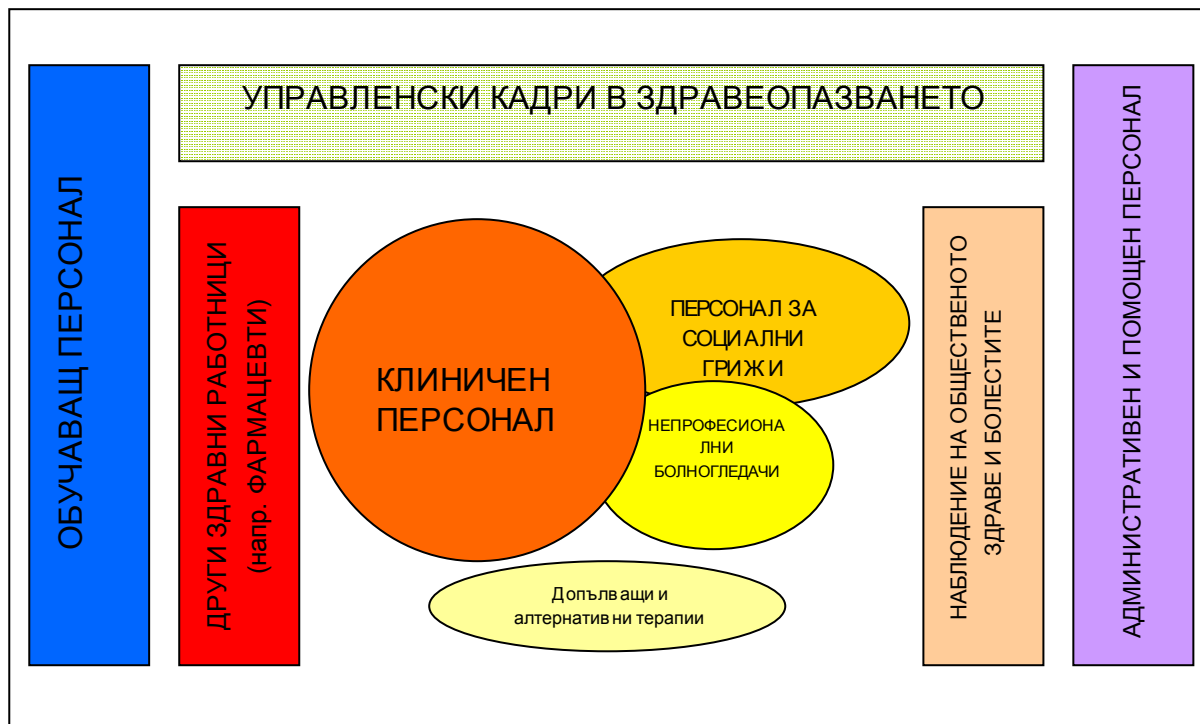 ОБУЧАВАЩ ПЕРСОНАЛ
УПРАВЛЕНСКИ КАДРИ В ЗДРАВЕОПАЗВАНЕТО
ДРУГИ ЗДРАВНИ РАБОТНИЦИ
(напр. ФАРМАЦЕВТИ)
КЛИНИЧЕН
ПЕРСОНАЛ
ПЕРСОНАЛ ЗА
СОЦИАЛНИ
ГРИЖИ
НЕПРОФЕСИОНА
ЛНИ
БОЛНОГЛЕДАЧИ
Допълващи и
алтернативни терапии
НАБЛЮДЕНИЕ НА ОБЩЕСТВЕНОТО
ЗДРАВЕ И БОЛЕСТИТЕ
АДМИНИСТРАТИВЕН И ПОМОЩЕН ПЕРСОНАЛ